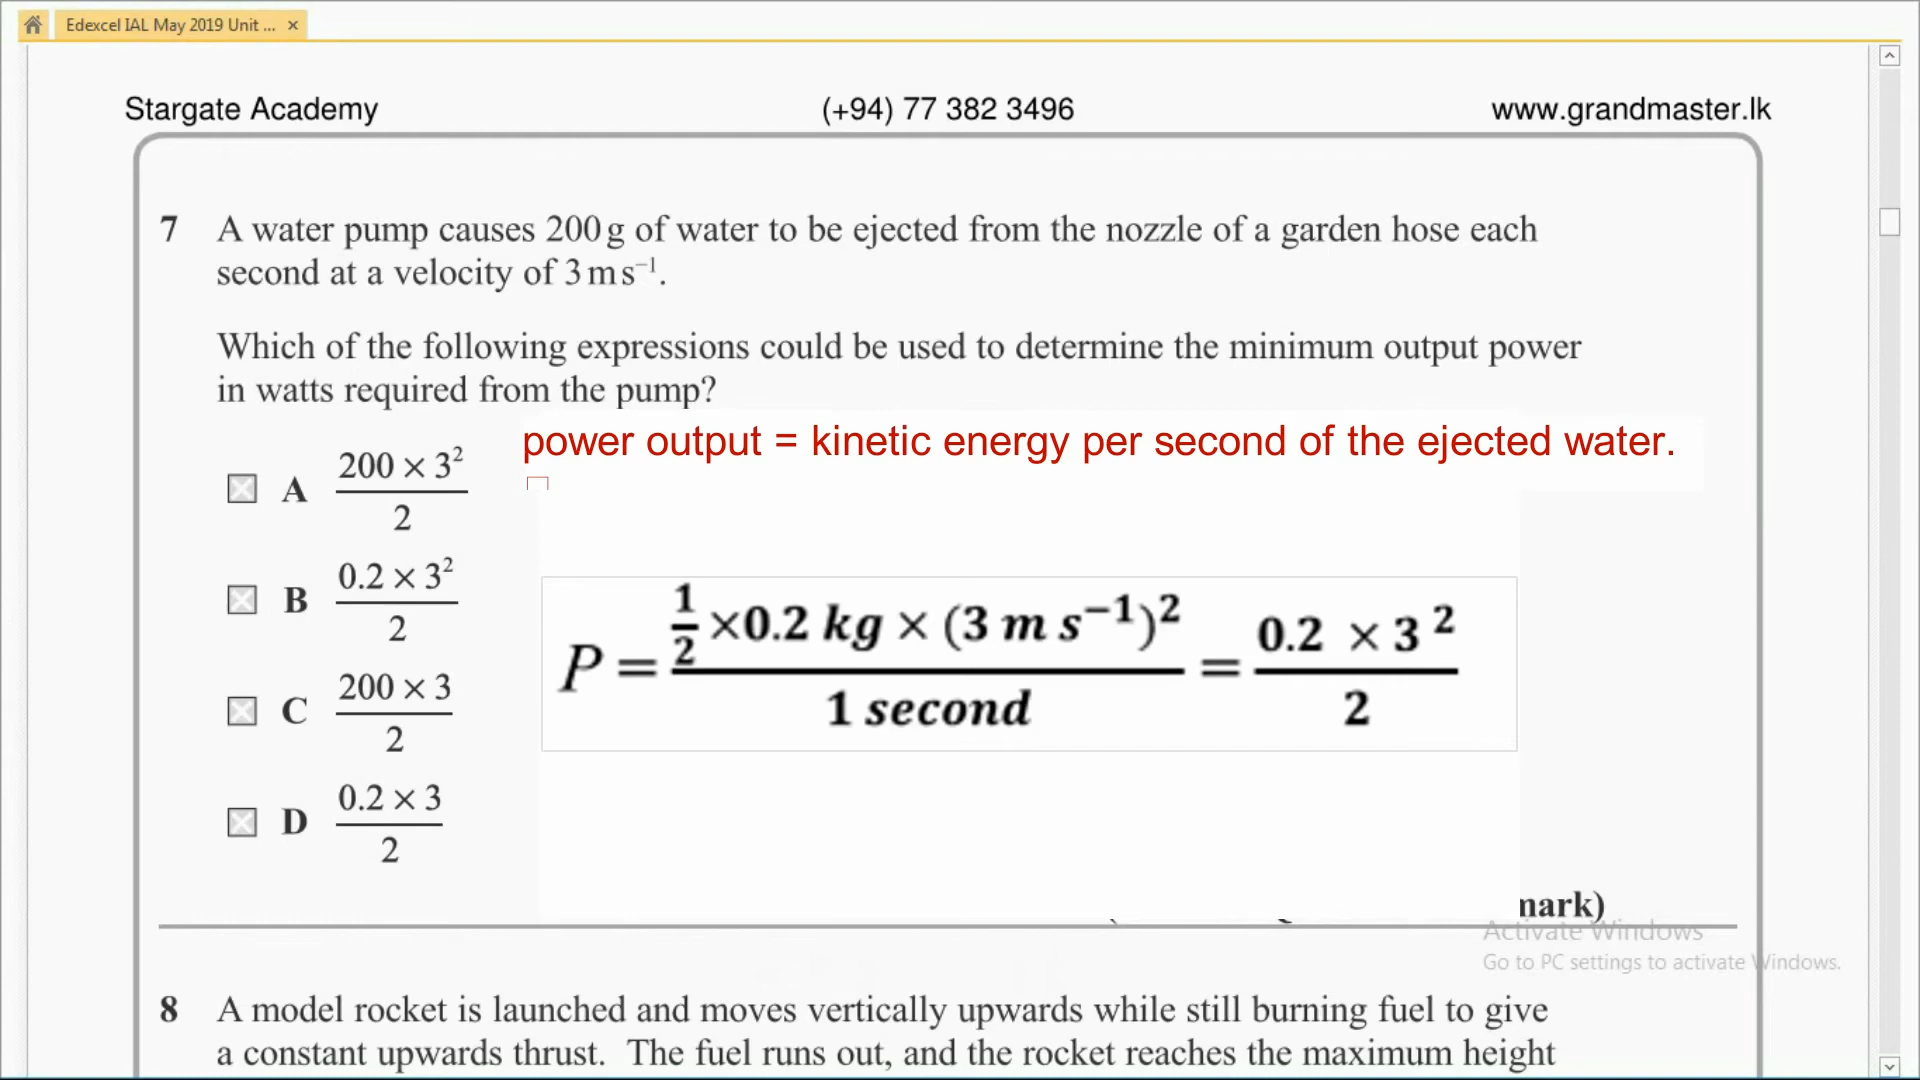 Edexcel IAL May 2019 Unit ... ×
Stargate Academy (+94) 77 382 3496 www.grandmaster.lk
7 A water pump causes 200 g of water to be ejected from the nozzle of a garden hose each
second at a velocity of 3 m s⁻¹.
Which of the following expressions could be used to determine the minimum output power
in watts required from the pump?
power output = kinetic energy per second of the ejected water.
A 200 × 3²
2
B 0.2 × 3²
2
C 200 × 3
2
D 0.2 × 3
2
P = ½ × 0.2 kg × (3 m s⁻¹)² / 1 second = 0.2 × 3² / 2
mark)
Activate Windows
Go to PC settings to activate Windows.
8 A model rocket is launched and moves vertically upwards while still burning fuel to give
a constant upwards thrust. The fuel runs out, and the rocket reaches the maximum height